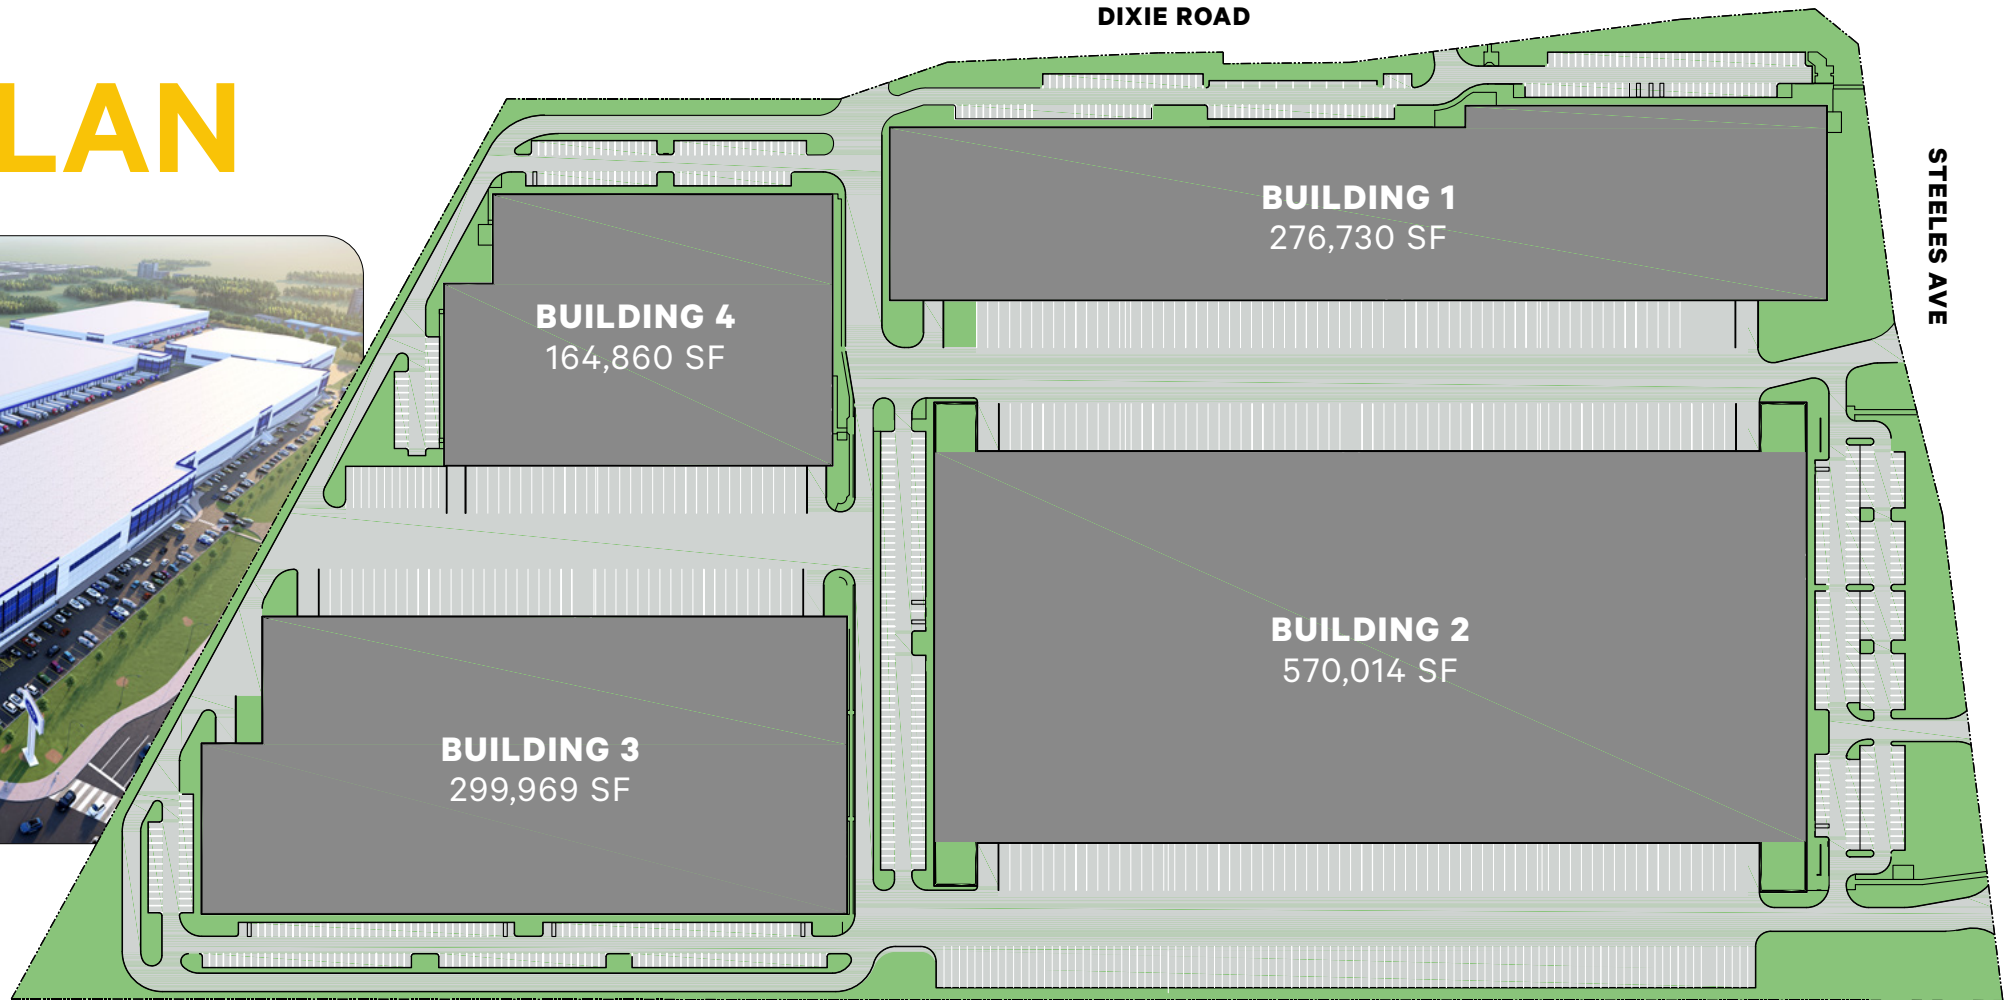 DIXIE ROAD
LAN
STEELES AVE
BUILDING 1
276,730 SF
BUILDING 4
164,860 SF
BUILDING 2
570,014 SF
BUILDING 3
299,969 SF